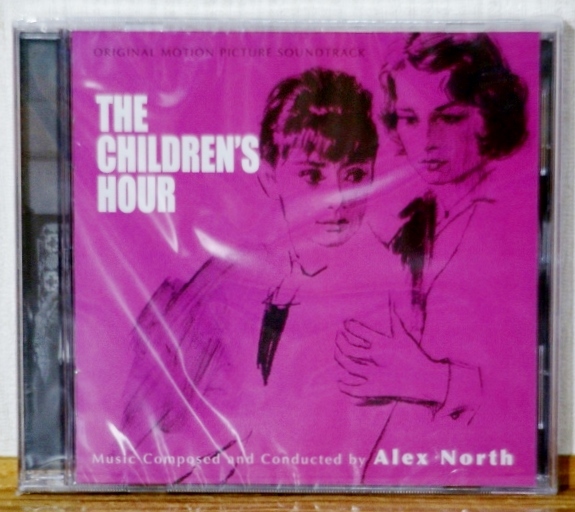 ORIGINAL MOTION PICTURE SOUNDTRACK
THE
CHILDREN'S
HOUR
Music Composed and Conducted by Alex North